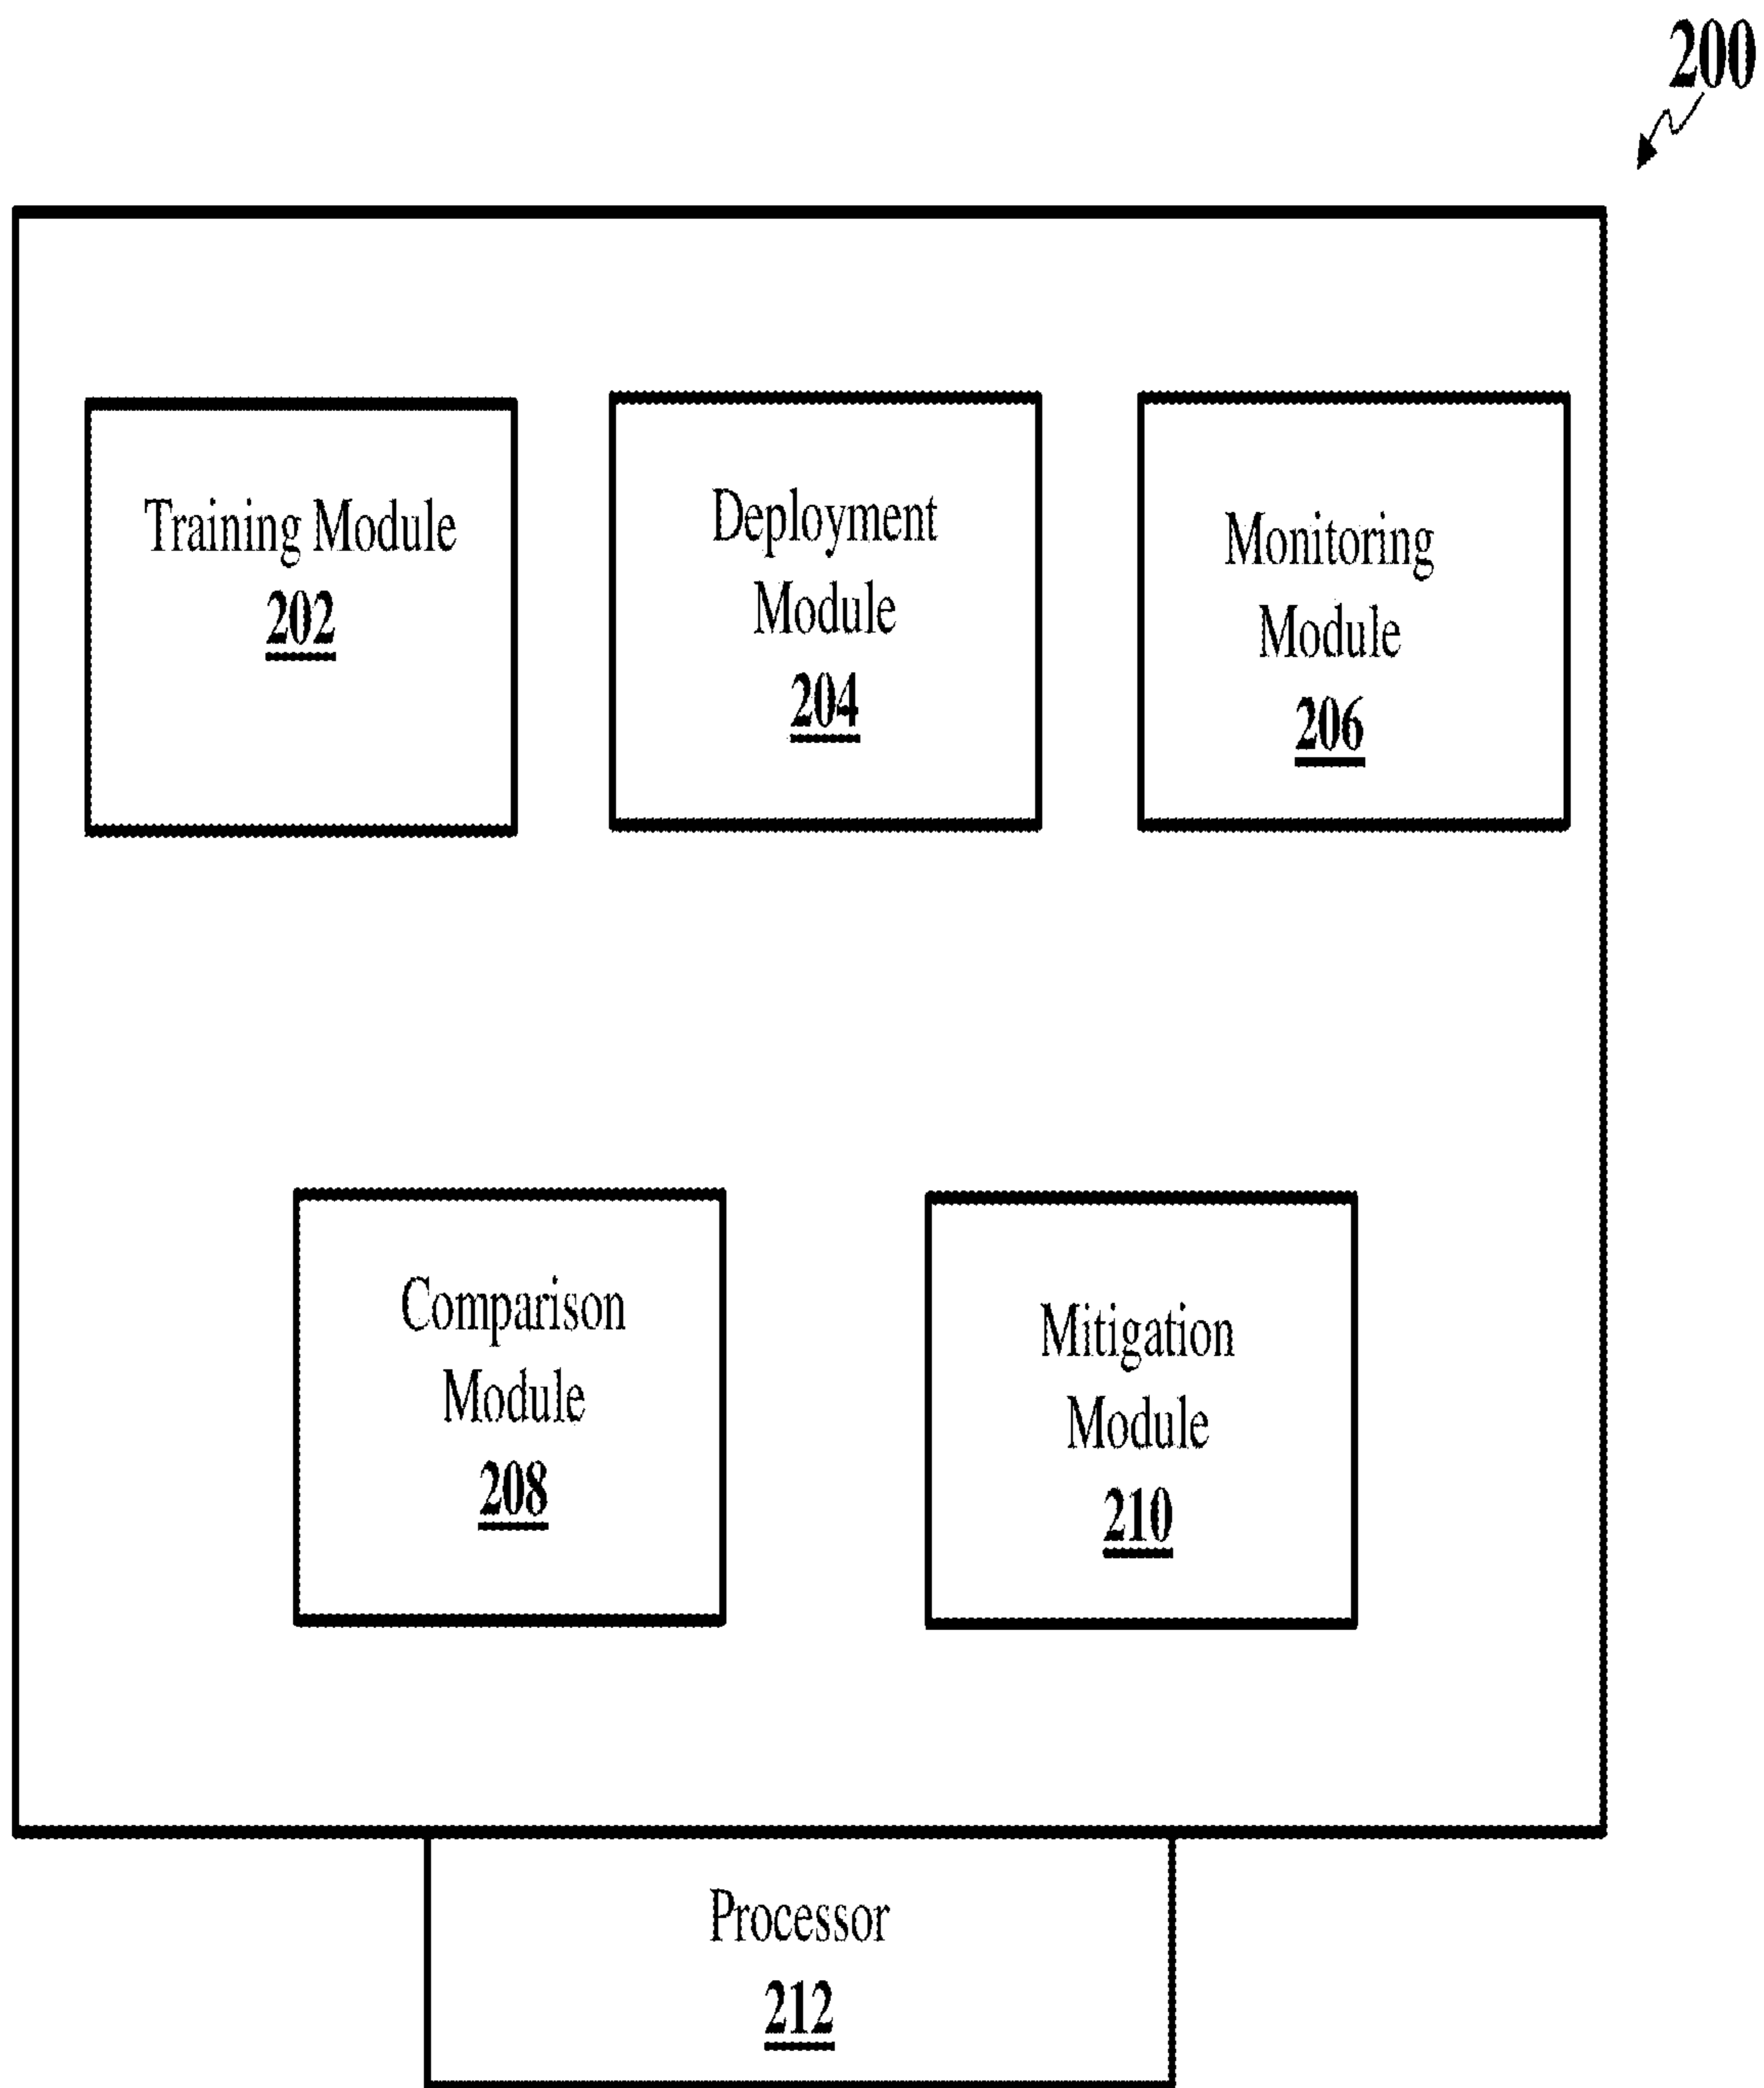 200
Training Module
202
Deployment
Module
204
Monitoring
Module
206
Comparison
Module
208
Mitigation
Module
210
Processor
212